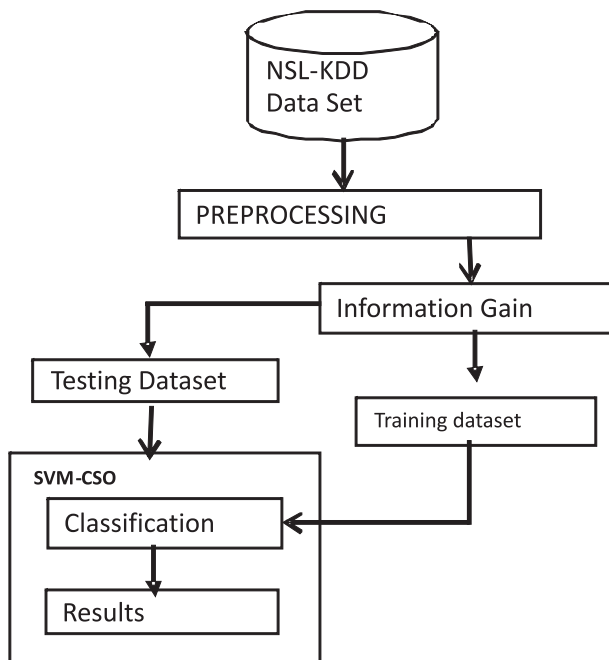 NSL-KDD
Data Set
PREPROCESSING
Information Gain
Testing Dataset
Training dataset
SVM-CSO
Classification
Results